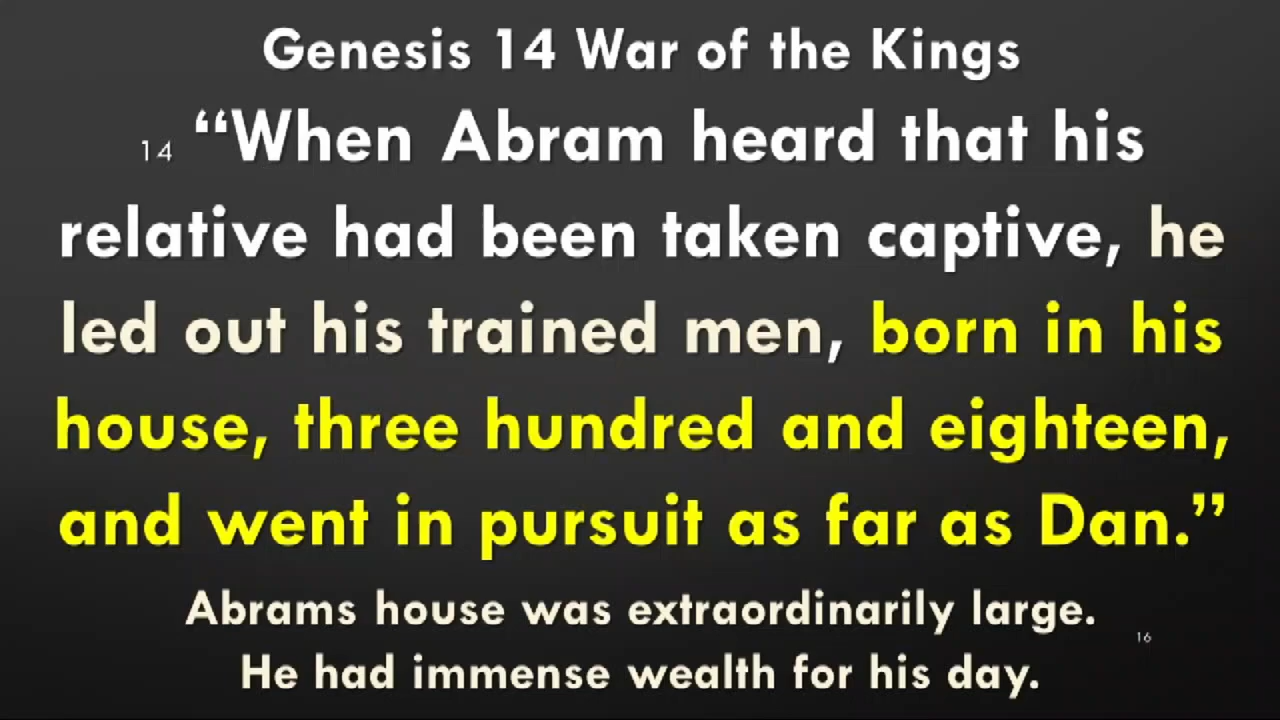 Genesis 14 War of the Kings
14 “When Abram heard that his
relative had been taken captive, he
led out his trained men, born in his
house, three hundred and eighteen,
and went in pursuit as far as Dan.”
Abrams house was extraordinarily large.
16
He had immense wealth for his day.